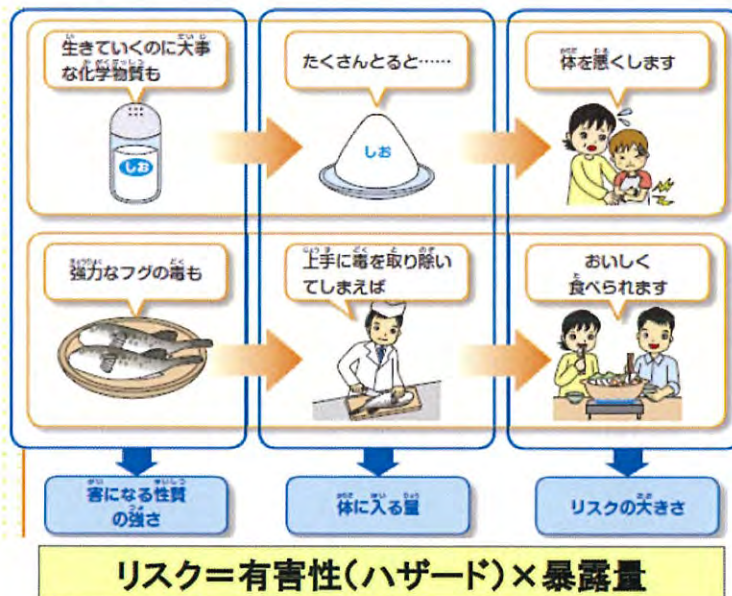 生きていくのに大事
な化学物質も
しお
たくさんとると……
しお
体を悪くします
強力なフグの毒も
上手に毒を取り除い
てしまえば
おいしく
食べられます
害になる性質
の強さ
体に入る量
リスクの大きさ
リスク＝有害性(ハザード)×暴露量